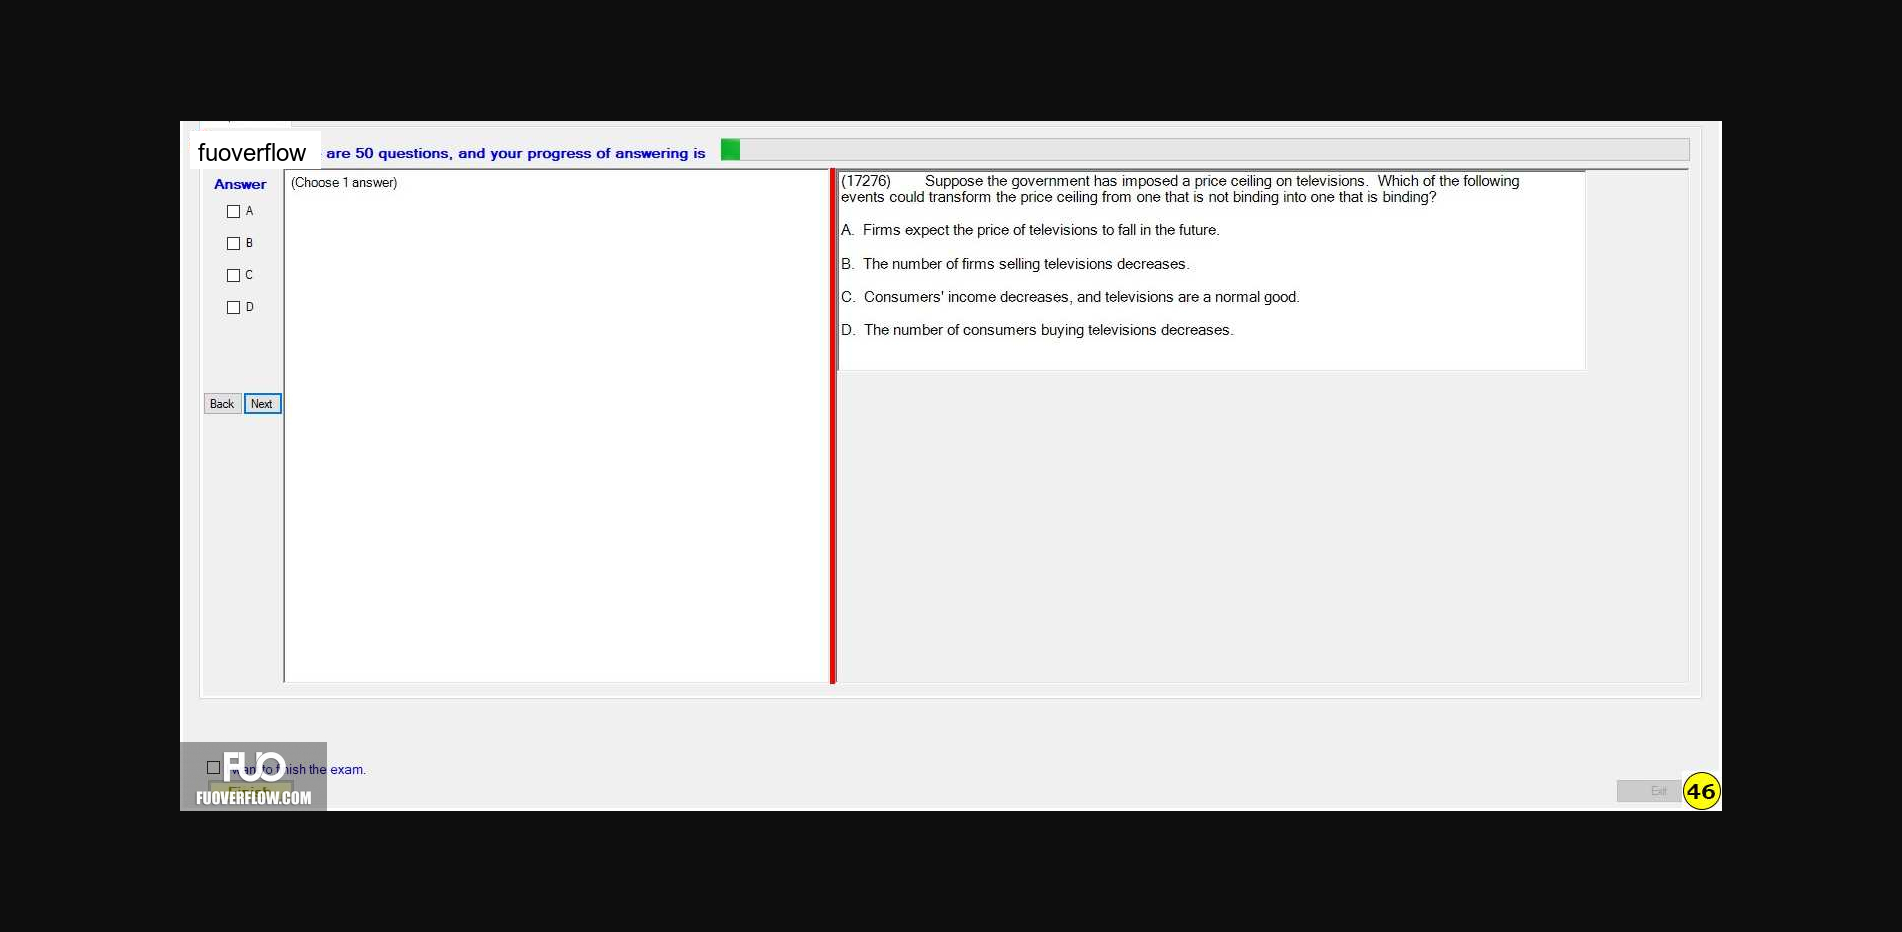 fuoverflow are 50 questions, and your progress of answering is
Answer
A
B
C
D
Back Next
(Choose 1 answer)
(17276) Suppose the government has imposed a price ceiling on televisions. Which of the following
events could transform the price ceiling from one that is not binding into one that is binding?
A. Firms expect the price of televisions to fall in the future.
B. The number of firms selling televisions decreases.
C. Consumers' income decreases, and televisions are a normal good.
D. The number of consumers buying televisions decreases.
want to finish the exam.
FUO
Finish
FUOVERFLOW.COM
Exit
46